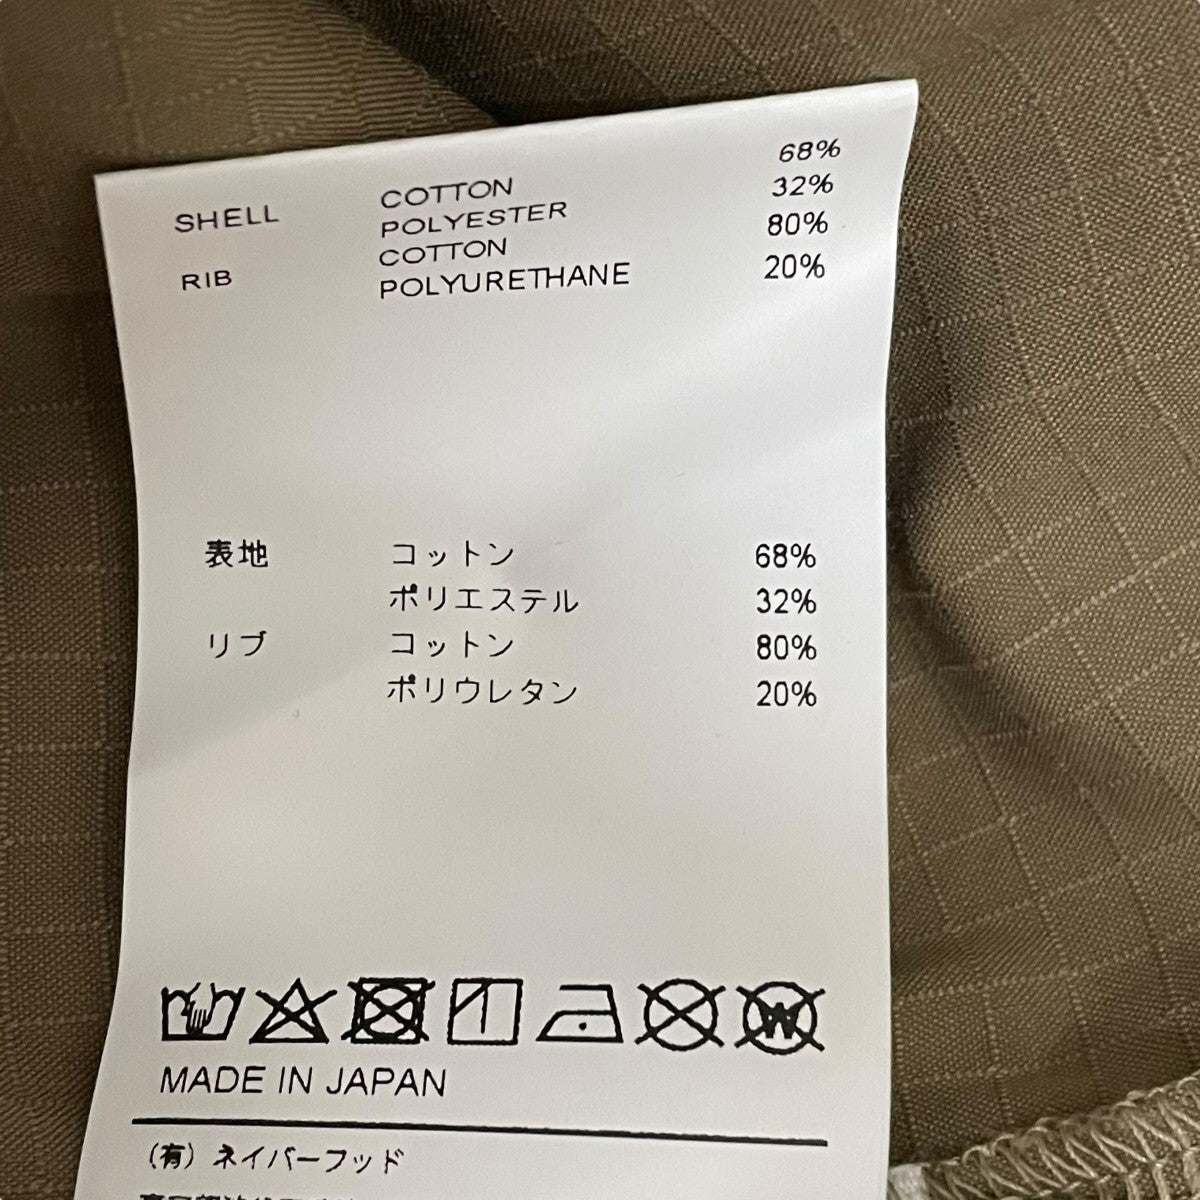 SHELL COTTON 68%
POLYESTER 32%
RIB COTTON 80%
POLYURETHANE 20%
表地 コットン 68%
ポリエステル 32%
リブ コットン 80%
ポリウレタン 20%
W
MADE IN JAPAN
(有) ネイバーフッド